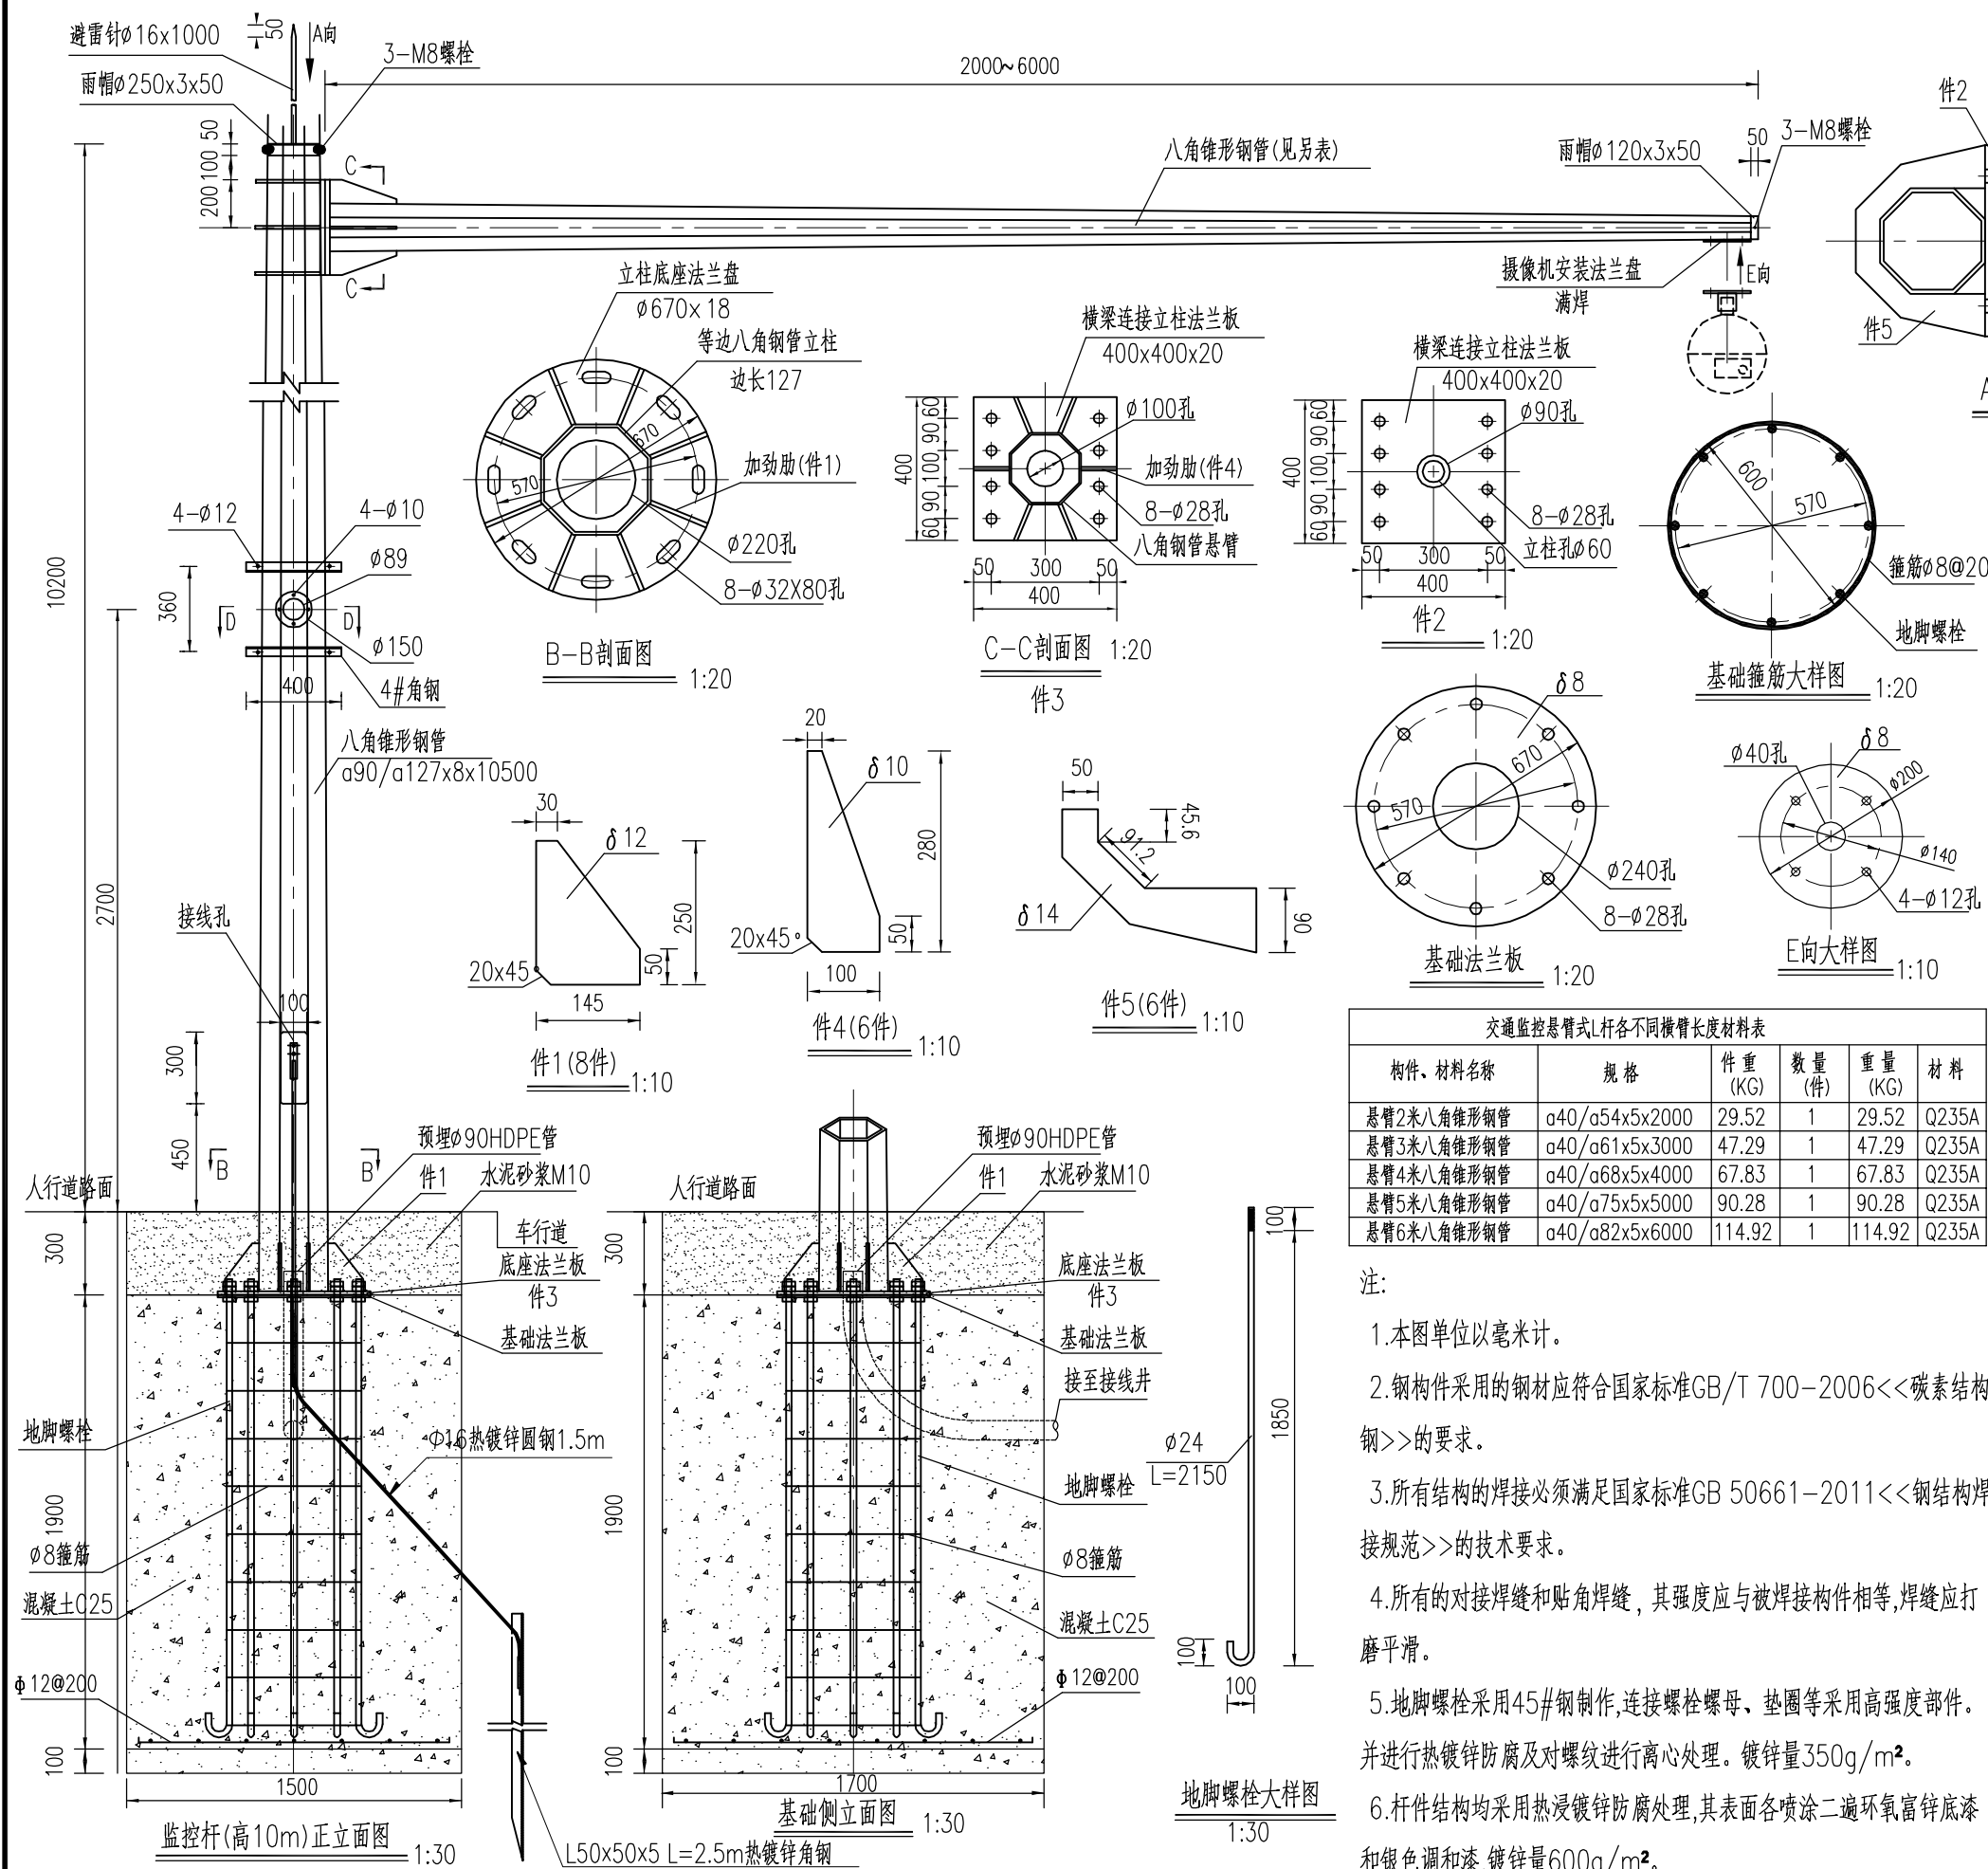 避雷针ø16x1000
50
A向
3-M8螺栓
雨帽ø250x3x50
2000~6000
件2
50
100
200
C
C
八角锥形钢管(见另表)
雨帽ø120x3x50
50
3-M8螺栓
摄像机安装法兰盘
满焊
E向
件5
A
10200
2700
4-ø12
4-ø10
ø89
360
D
D
ø150
400
4#角钢
八角锥形钢管
a90/a127x8x10500
接线孔
100
300
450
B
B
立柱底座法兰盘
ø670x18
等边八角钢管立柱
边长127
670
570
加劲肋(件1)
ø220孔
8-ø32X80孔
B-B剖面图 1:20
横梁连接立柱法兰板
400x400x20
ø100孔
加劲肋(件4)
8-ø28孔
八角钢管悬臂
400
60
90
100
90
60
50 300 50
400
C-C剖面图 1:20
件3
横梁连接立柱法兰板
400x400x20
ø90孔
8-ø28孔
立柱孔ø60
400
60
90
100
90
60
50 300 50
400
件2 1:20
600
570
箍筋ø8@20
地脚螺栓
基础箍筋大样图 1:20
30
δ12
250
50
20x45
145
件1(8件) 1:10
20
δ10
280
50
20x45°
100
件4(6件) 1:10
50
45.6
91.2
δ14
90
件5(6件) 1:10
δ8
670
570
ø240孔
8-ø28孔
基础法兰板 1:20
ø40孔
δ8
ø200
ø140
4-ø12孔
E向大样图 1:10
交通监控悬臂式L杆各不同横臂长度材料表
构件、材料名称 规格 件重(KG) 数量(件) 重量(KG) 材料
悬臂2米八角锥形钢管 a40/a54x5x2000 29.52 1 29.52 Q235A
悬臂3米八角锥形钢管 a40/a61x5x3000 47.29 1 47.29 Q235A
悬臂4米八角锥形钢管 a40/a68x5x4000 67.83 1 67.83 Q235A
悬臂5米八角锥形钢管 a40/a75x5x5000 90.28 1 90.28 Q235A
悬臂6米八角锥形钢管 a40/a82x5x6000 114.92 1 114.92 Q235A
人行道路面
预埋ø90HDPE管
件1
水泥砂浆M10
车行道
底座法兰板
件3
基础法兰板
300
1900
100
地脚螺栓
Φ16热镀锌圆钢1.5m
ø8箍筋
混凝土C25
Φ12@200
1500
监控杆(高10m)正立面图 1:30
L50x50x5 L=2.5m热镀锌角钢
人行道路面
预埋ø90HDPE管
件1
水泥砂浆M10
底座法兰板
件3
基础法兰板
接至接线井
300
1900
100
地脚螺栓
ø8箍筋
混凝土C25
Φ12@200
1700
基础侧立面图 1:30
100
1850
ø24
L=2150
100
100
地脚螺栓大样图
1:30
注:
1.本图单位以毫米计。
2.钢构件采用的钢材应符合国家标准GB/T 700-2006<<碳素结构
钢>>的要求。
3.所有结构的焊接必须满足国家标准GB 50661-2011<<钢结构焊
接规范>>的技术要求。
4.所有的对接焊缝和贴角焊缝,其强度应与被焊接构件相等,焊缝应打
磨平滑。
5.地脚螺栓采用45#钢制作,连接螺栓螺母、垫圈等采用高强度部件。
并进行热镀锌防腐及对螺纹进行离心处理。镀锌量350g/m²。
6.杆件结构均采用热浸镀锌防腐处理,其表面各喷涂二遍环氧富锌底漆
和银色调和漆,镀锌量600g/m²。